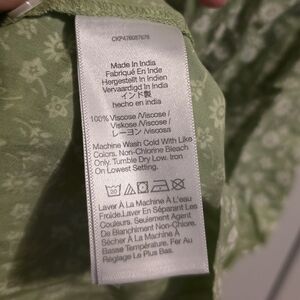 CKP476087678
Made In India
Fabriqué En Inde
Hergestellt In Indien
Vervaardigd In India
インド製
hecho en india
100% Viscose /Viscose/
Viskose /Viscose/
レーヨン /viscosa
Machine Wash Cold With Like
Colors. Non-Chlorine Bleach
Only. Tumble Dry Low. Iron
On Lowest Setting.
Laver À La Machine À L'eau
Froide.Laver En Séparant Les
Couleurs. Seulement Agent
De Blanchiment Non-Chlore.
Sécher À La Machine À
Basse Température. Fer Au
Réglage Le Plus Bas.